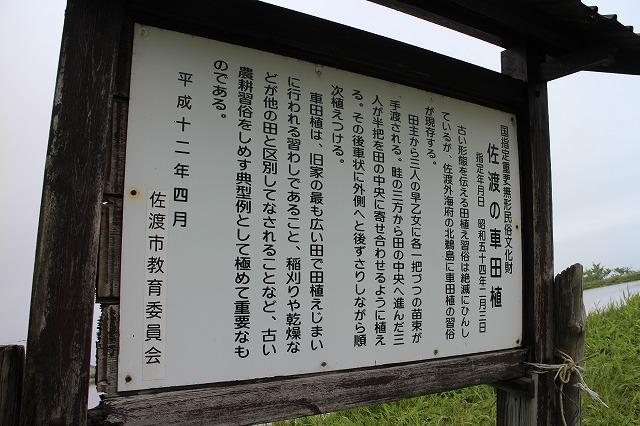 国指定重要無形民俗文化財
佐渡の車田植
指定年月日 昭和五十四年二月三日
古い形態を伝える田植え習俗は絶滅にひんし
ているが、佐渡外海府の北鵜島に車田植の習俗
が現存する。
田主から三人の早乙女に各一把づつの苗束が
手渡される。畦の三方から田の中央へ進んだ三
人が半把を田の中央に寄せ合わせるように植え
る。その後車状に外側へと後ずさりしながら順
次植えつける。
車田植は、旧家の最も広い田で田植えじまい
に行われる習わしであること、稲刈りや乾燥な
どが他の田と区別してなされることなど、古い
農耕習俗をしめす典型例として極めて重要なも
のである。
平成十二年四月
佐渡市教育委員会